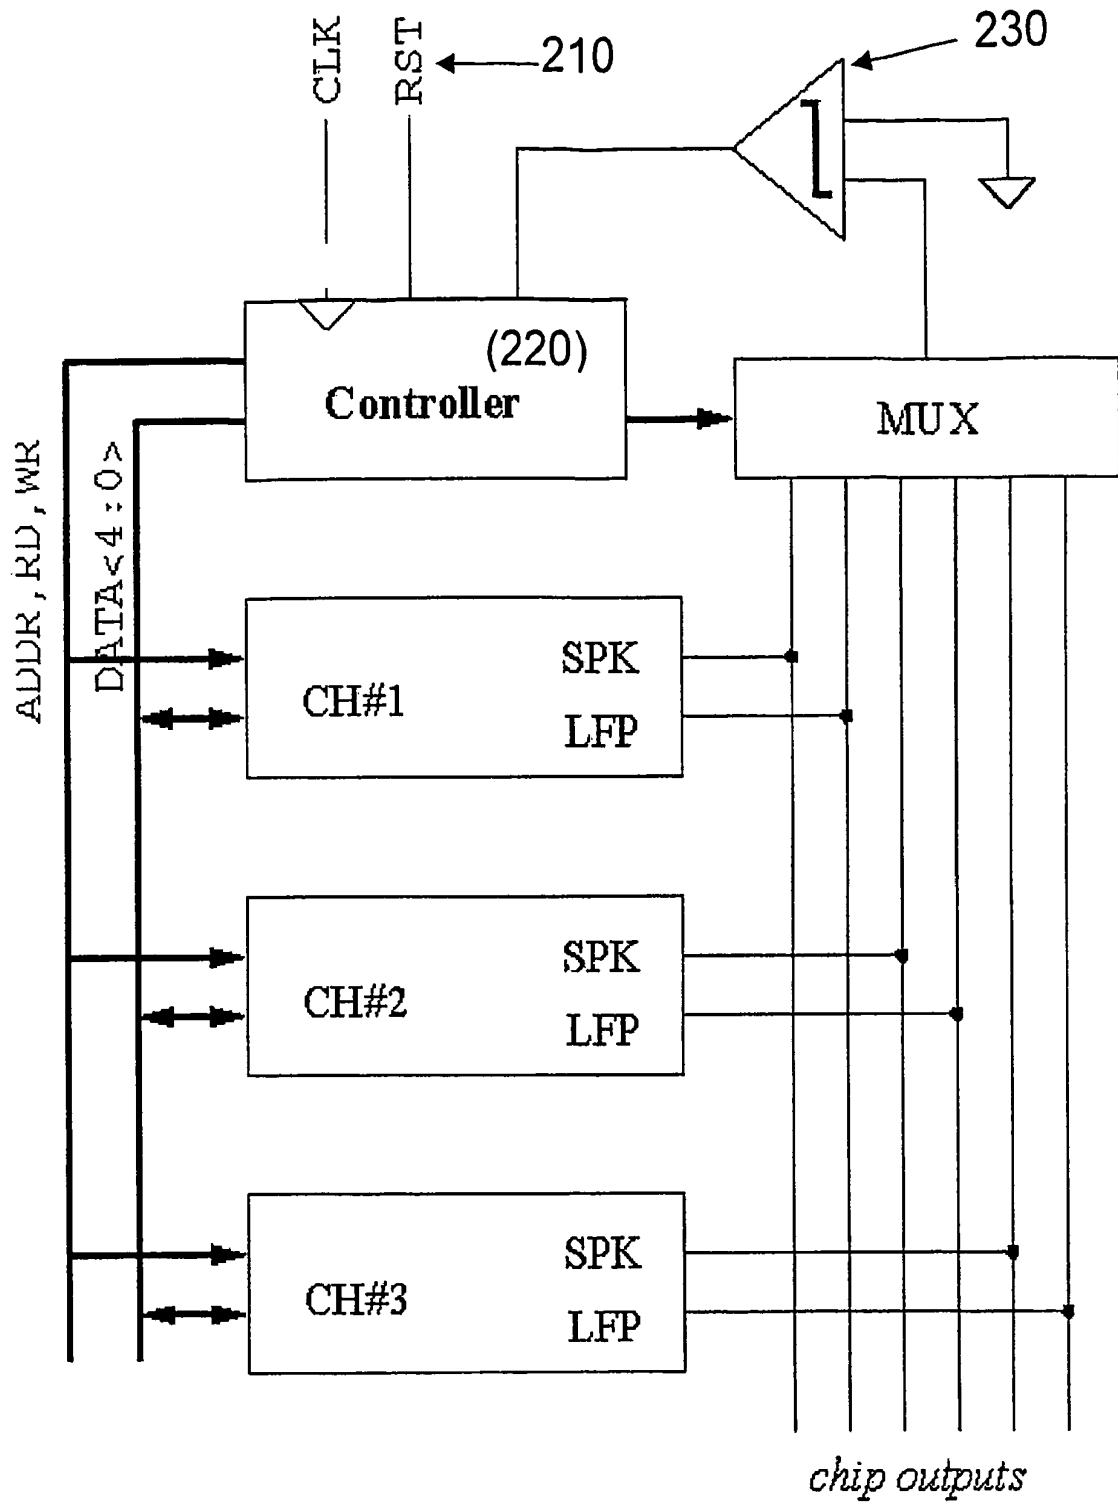 CLK
RST
210
230
(220)
Controller
MUX
ADDR,RD,WR
DATA<4:0>
CH#1
SPK
LFP
CH#2
SPK
LFP
CH#3
SPK
LFP
chip outputs